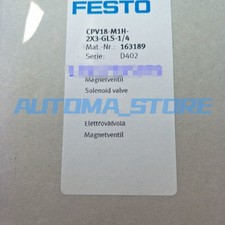 FESTO
CPV18-M1H-
2X3-GLS-1/4
Mat.-Nr.: 163189
Serie: D402
Magnetventil
Solenoid valve
AUTOMA_STORE
Elettrovalvola
Magnetventil